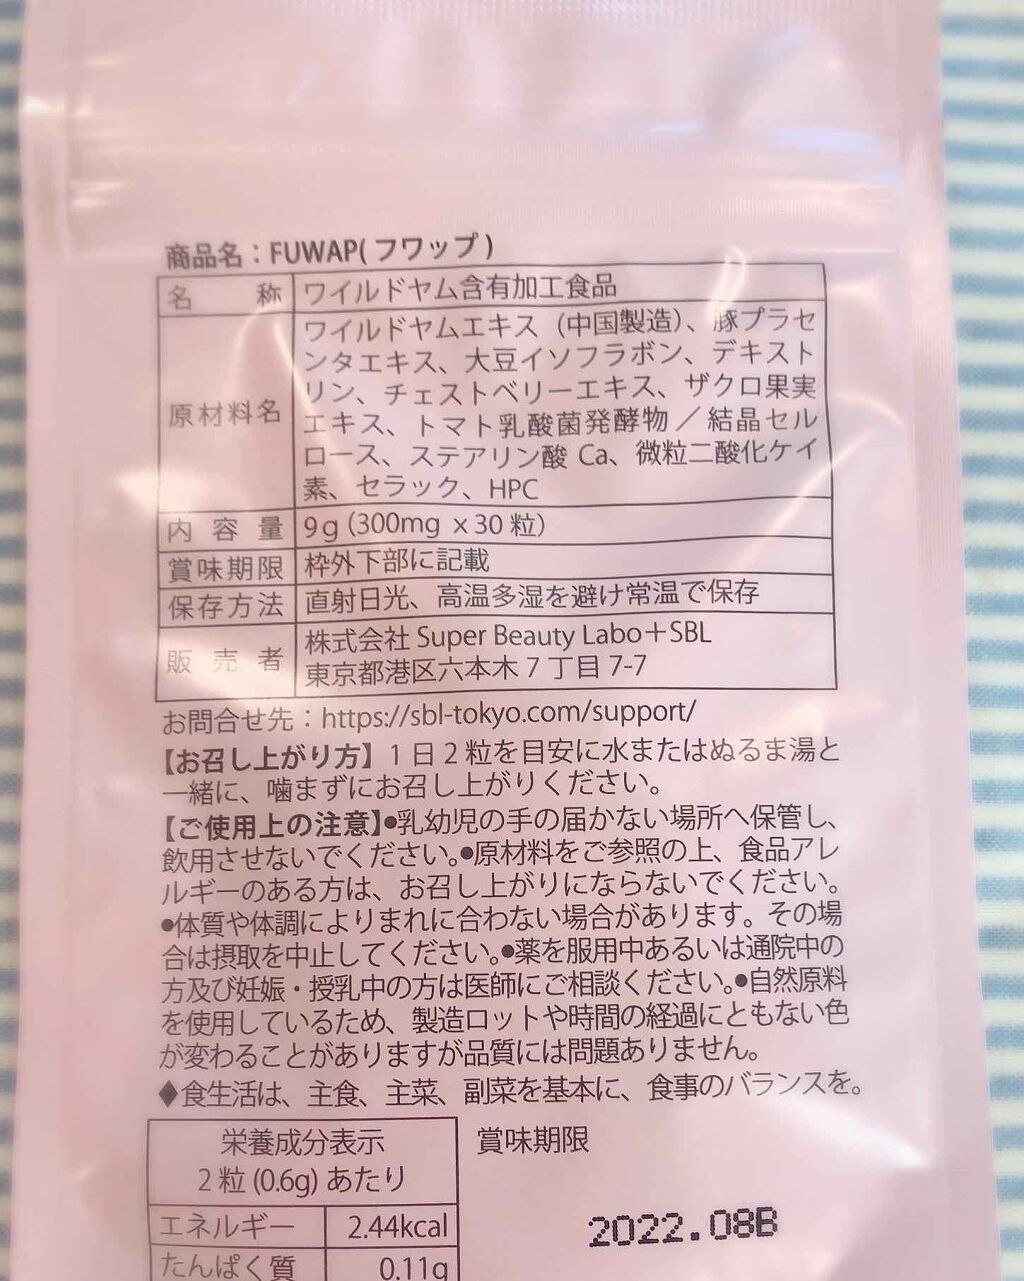 商品名：FUWAP(フワップ)
名称 ワイルドヤム含有加工食品
原材料名 ワイルドヤムエキス（中国製造）、豚プラセ
ンタエキス、大豆イソフラボン、デキスト
リン、チェストベリーエキス、ザクロ果実
エキス、トマト乳酸菌発酵物／結晶セル
ロース、ステアリン酸 Ca、微粒二酸化ケイ
素、セラック、HPC
内容量 9g（300mg x 30 粒）
賞味期限 枠外下部に記載
保存方法 直射日光、高温多湿を避け常温で保存
販売者 株式会社 Super Beauty Labo＋SBL
東京都港区六本木 7 丁目 7-7
お問合せ先：https://sbl-tokyo.com/support/
【お召し上がり方】１日２粒を目安に水またはぬるま湯と
一緒に、噛まずにお召し上がりください。
【ご使用上の注意】●乳幼児の手の届かない場所へ保管し、
飲用させないでください。●原材料をご参照の上、食品アレ
ルギーのある方は、お召し上がりにならないでください。
●体質や体調によりまれに合わない場合があります。その場
合は摂取を中止してください。●薬を服用中あるいは通院中の
方及び妊娠・授乳中の方は医師にご相談ください。●自然原料
を使用しているため、製造ロットや時間の経過にともない色
が変わることがありますが品質には問題ありません。
♦食生活は、主食、主菜、副菜を基本に、食事のバランスを。
栄養成分表示
２粒 (0.6g) あたり
エネルギー 2.44kcal
たんぱく質 0.11g
賞味期限
2022.08B